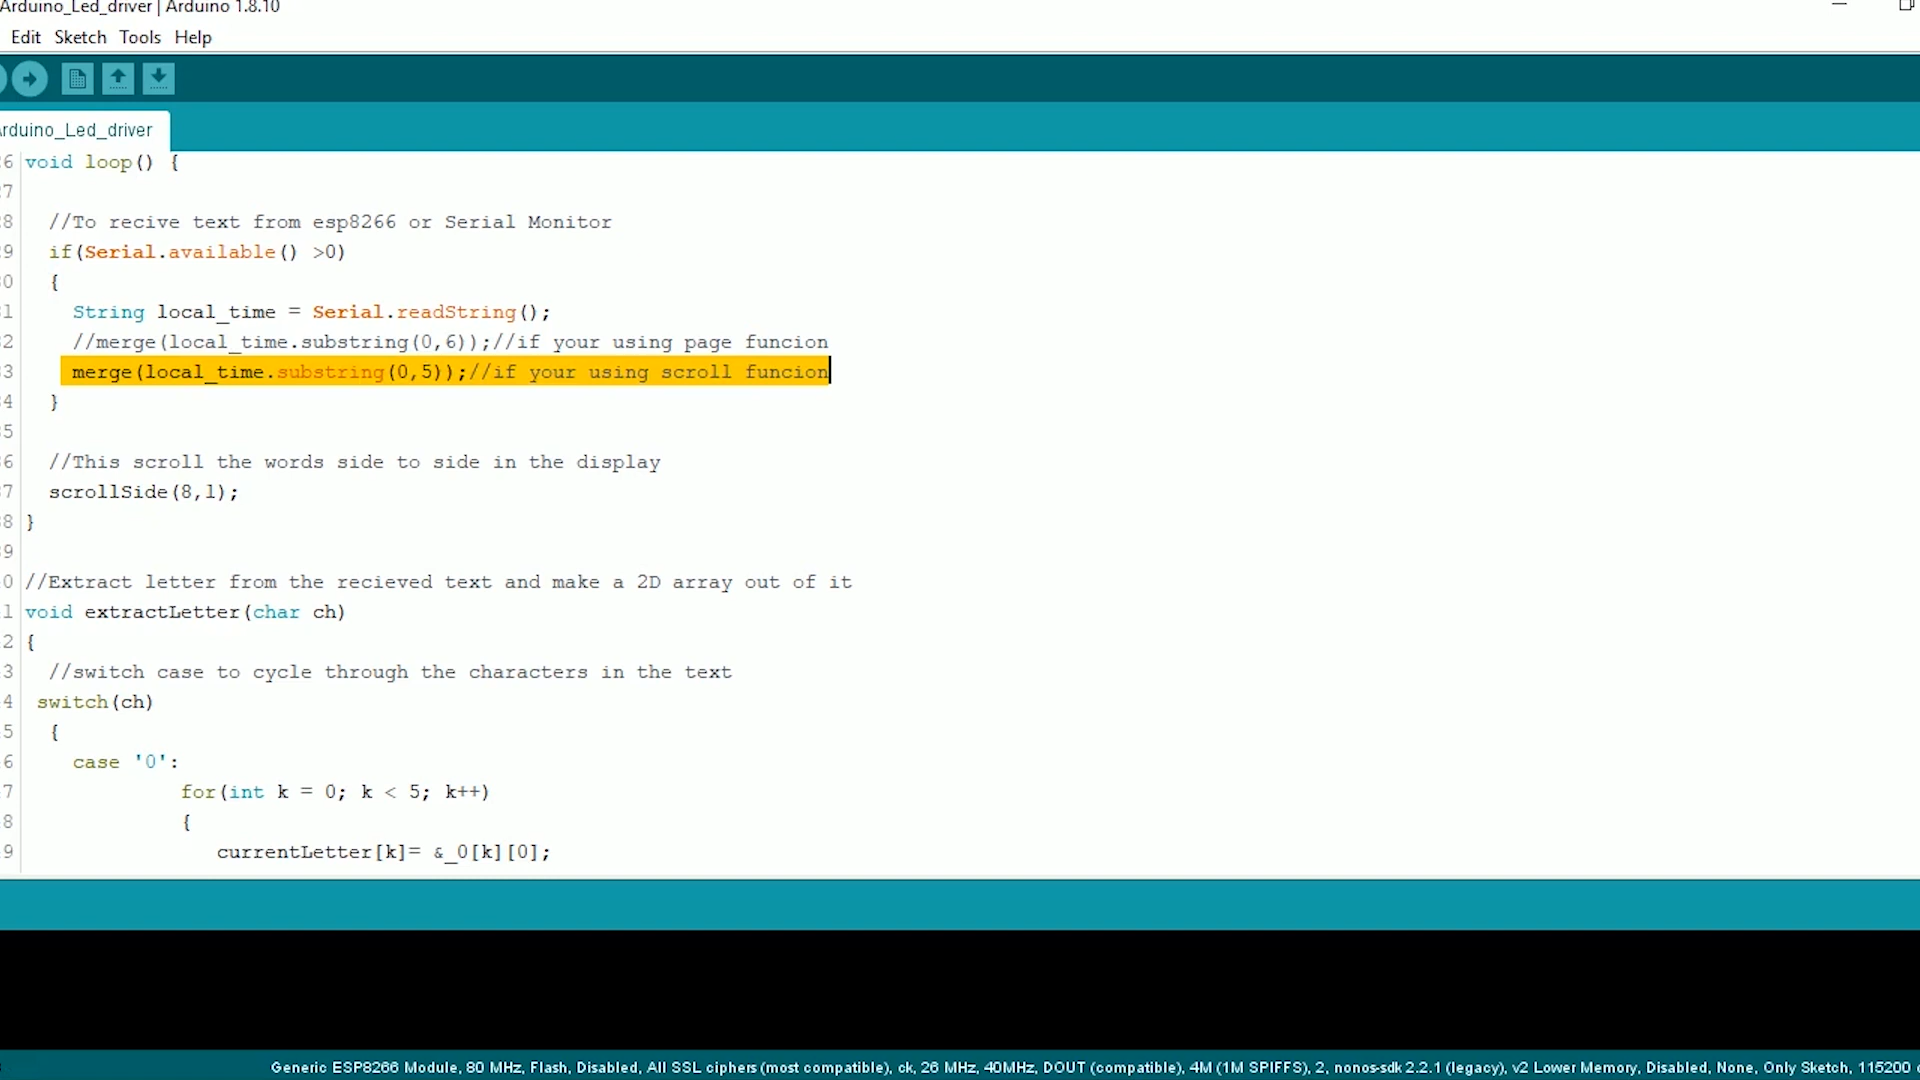 Arduino_Led_driver | Arduino 1.8.10
Edit Sketch Tools Help
rduino_Led_driver
6 void loop() {
7
8 //To recive text from esp8266 or Serial Monitor
9 if(Serial.available() >0)
0 {
1 String local_time = Serial.readString();
2 //merge(local_time.substring(0,6));//if your using page funcion
3 merge(local_time.substring(0,5));//if your using scroll funcion
4 }
5
6 //This scroll the words side to side in the display
7 scrollSide(8,1);
8 }
9
0 //Extract letter from the recieved text and make a 2D array out of it
1 void extractLetter(char ch)
2 {
3 //switch case to cycle through the characters in the text
4 switch(ch)
5 {
6 case '0':
7 for(int k = 0; k < 5; k++)
8 {
9 currentLetter[k]= &_0[k][0];
Generic ESP8266 Module, 80 MHz, Flash, Disabled, All SSL ciphers (most compatible), ck, 26 MHz, 40MHz, DOUT (compatible), 4M (1M SPIFFS), 2, nonos-sdk 2.2.1 (legacy), v2 Lower Memory, Disabled, None, Only Sketch, 115200